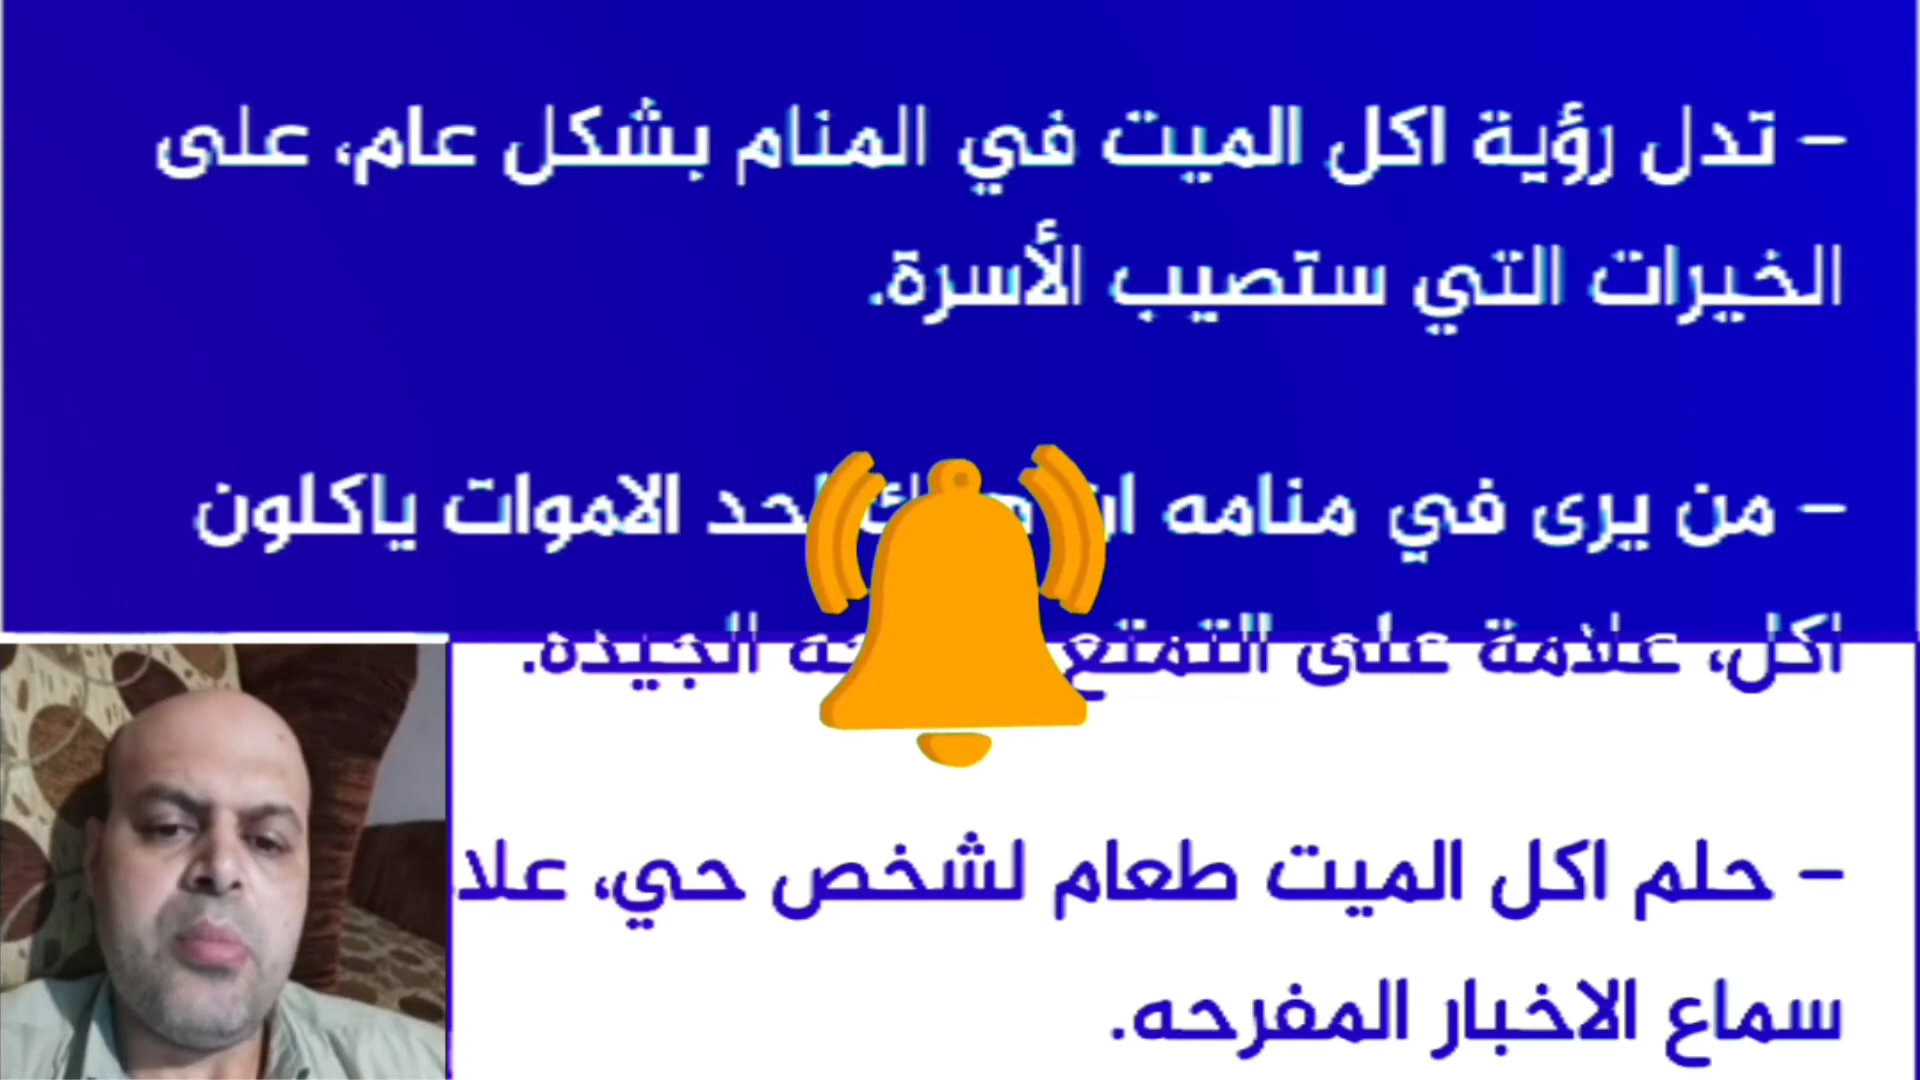 – تدل رؤية اكل الميت في المنام بشكل عام، على
الخيرات التي ستصيب الأسرة.
– من يرى في منامه ان احد الاموات ياكلون
اكل، علامة على التمتع الجيده.
– حلم اكل الميت طعام لشخص حي، علا
سماع الاخبار المفرحه.